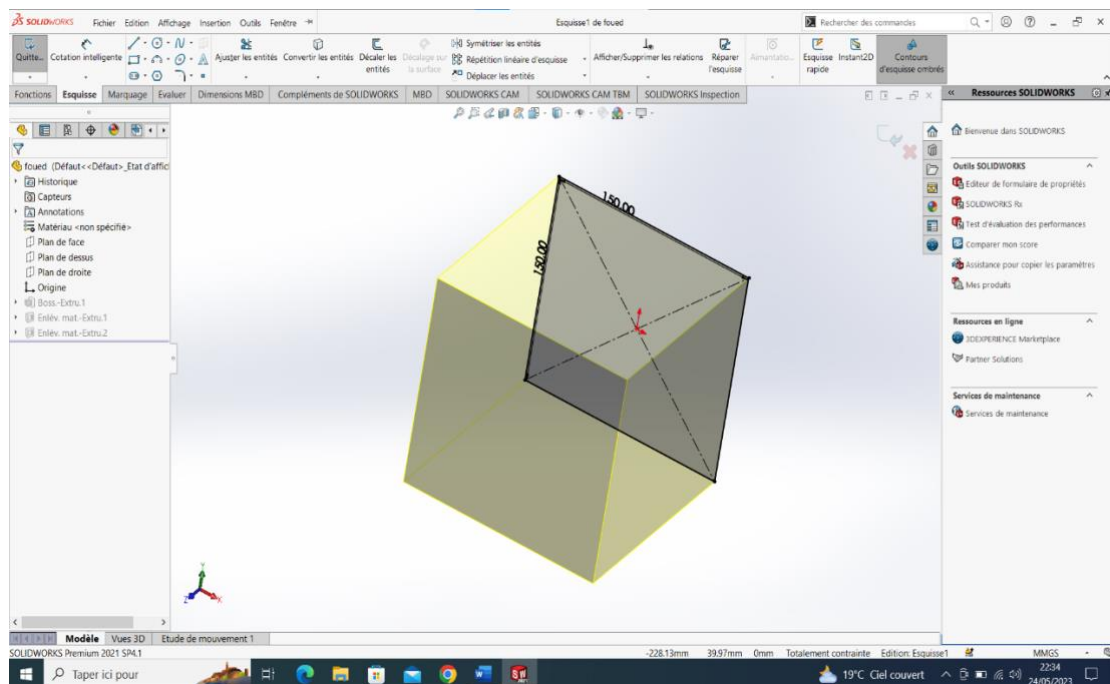 SOLIDWORKS Fichier Edition Affichage Insertion Outils Fenêtre Esquisse1 de foued Rechercher des commandes
Quitte... Cotation intelligente Ajuster les entités Convertir les entités Décaler les entités Décalage sur la surface
Symétriser les entités
Répétition linéaire d'esquisse
Déplacer les entités
Afficher/Supprimer les relations Réparer l'esquisse Alimentatio... Esquisse rapide Instant2D Contours d'esquisse ombrés
Fonctions Esquisse Marquage Evaluer Dimensions MBD Compléments de SOLIDWORKS MBD SOLIDWORKS CAM SOLIDWORKS CAM TBM SOLIDWORKS Inspection
foued (Défaut<<Défaut>_Etat d'affic
Historique
Capteurs
Annotations
Matériau <non spécifié>
Plan de face
Plan de dessus
Plan de droite
Origine
Boss.-Extru.1
Enlèv. mat.-Extru.1
Enlèv. mat.-Extru.2
150.00
150.00
Y
Z
X
Ressources SOLIDWORKS
Bienvenue dans SOLIDWORKS
Outils SOLIDWORKS
Editeur de formulaire de propriétés
SOLIDWORKS Rx
Test d'évaluation des performances
Comparer mon score
Assistance pour copier les paramètres
Mes produits
Ressources en ligne
3DEXPERIENCE Marketplace
Partner Solutions
Services de maintenance
Services de maintenance
Modèle Vues 3D Etude de mouvement 1
SOLIDWORKS Premium 2021 SP4.1 -228.13mm 39.97mm 0mm Totalement contrainte Edition: Esquisse1 MMGS
Taper ici pour 19°C Ciel couvert 22:34
24/05/2023